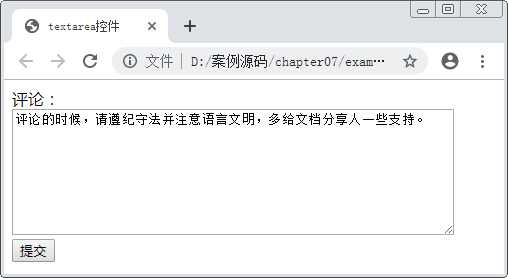 textarea控件
文件 | D:/案例源码/chapter07/exam…
评论：
评论的时候，请遵纪守法并注意语言文明，多给文档分享人一些支持。
提交